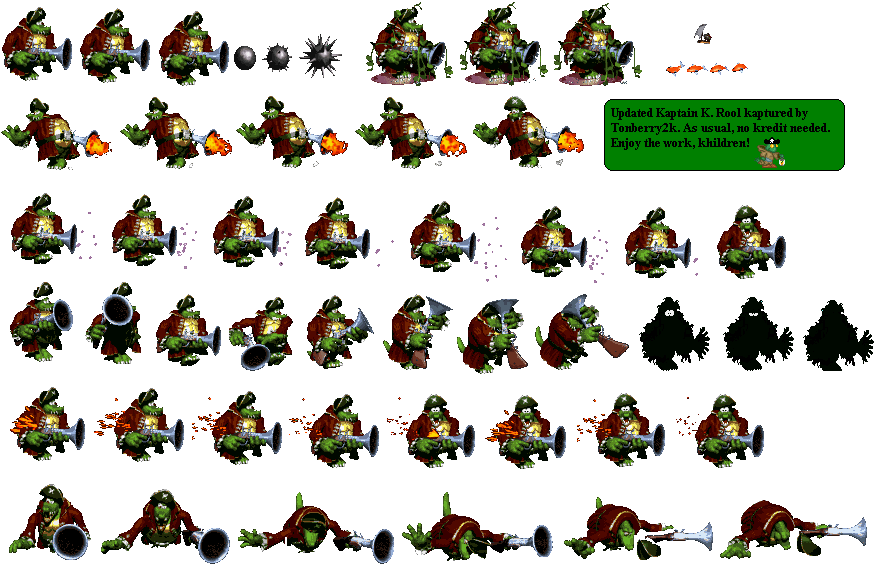 Updated Kaptain K. Rool kaptured by
Tonberry2k. As usual, no kredit needed.
Enjoy the work, khildren!